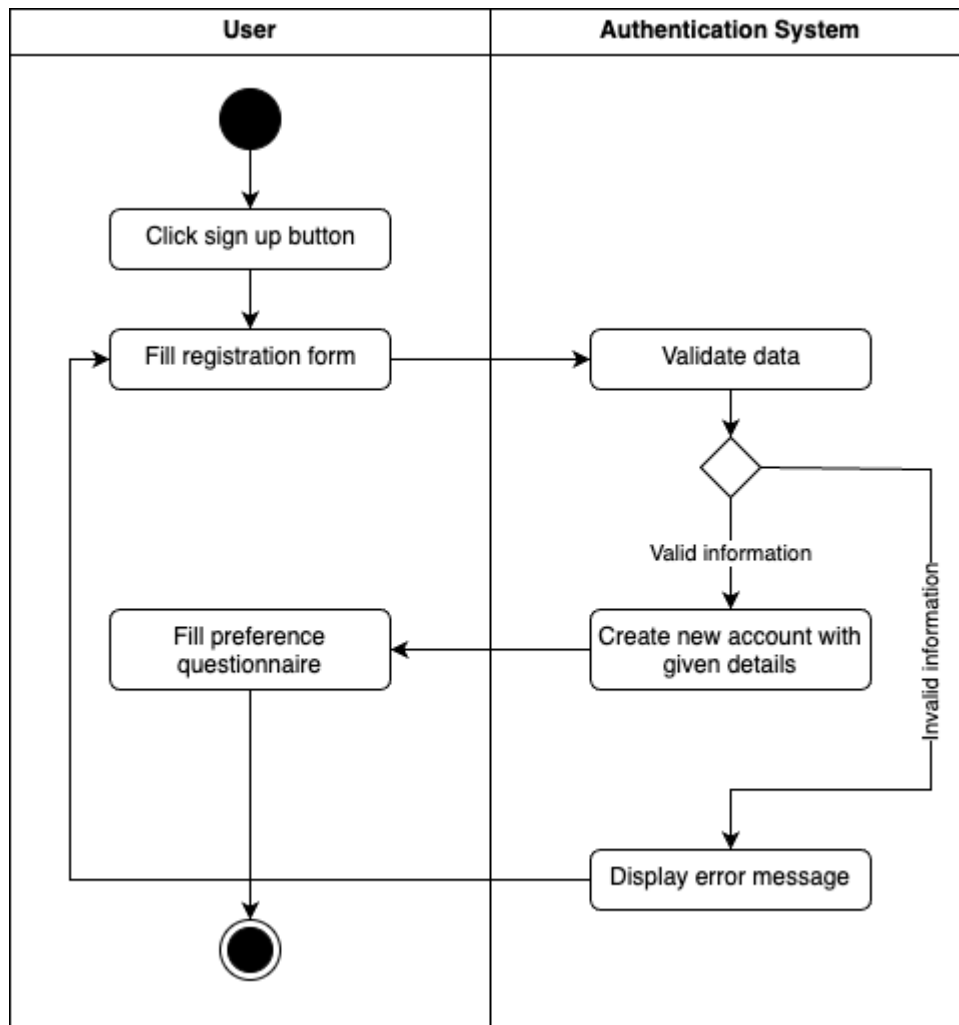 User
Authentication System
Click sign up button
Fill registration form
Validate data
Valid information
Fill preference
questionnaire
Create new account with
given details
Invalid information
Display error message